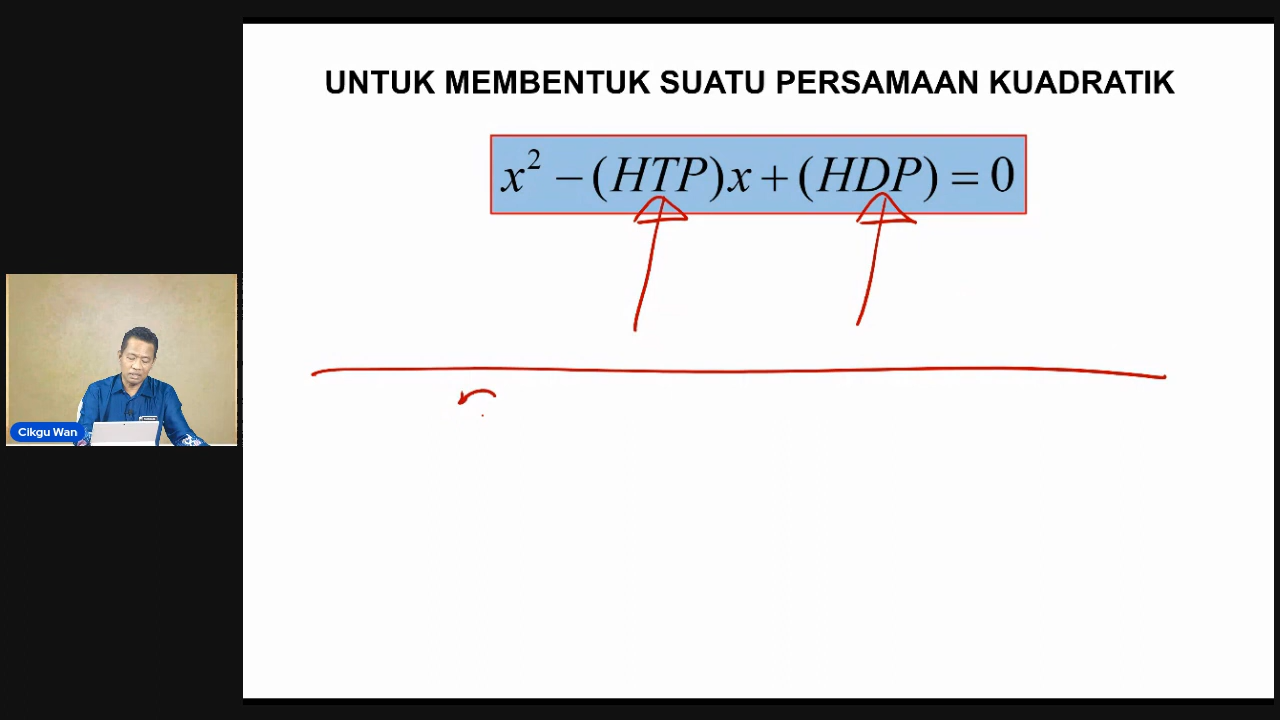 UNTUK MEMBENTUK SUATU PERSAMAAN KUADRATIK
x² − (HTP)x + (HDP) = 0
Cikgu Wan